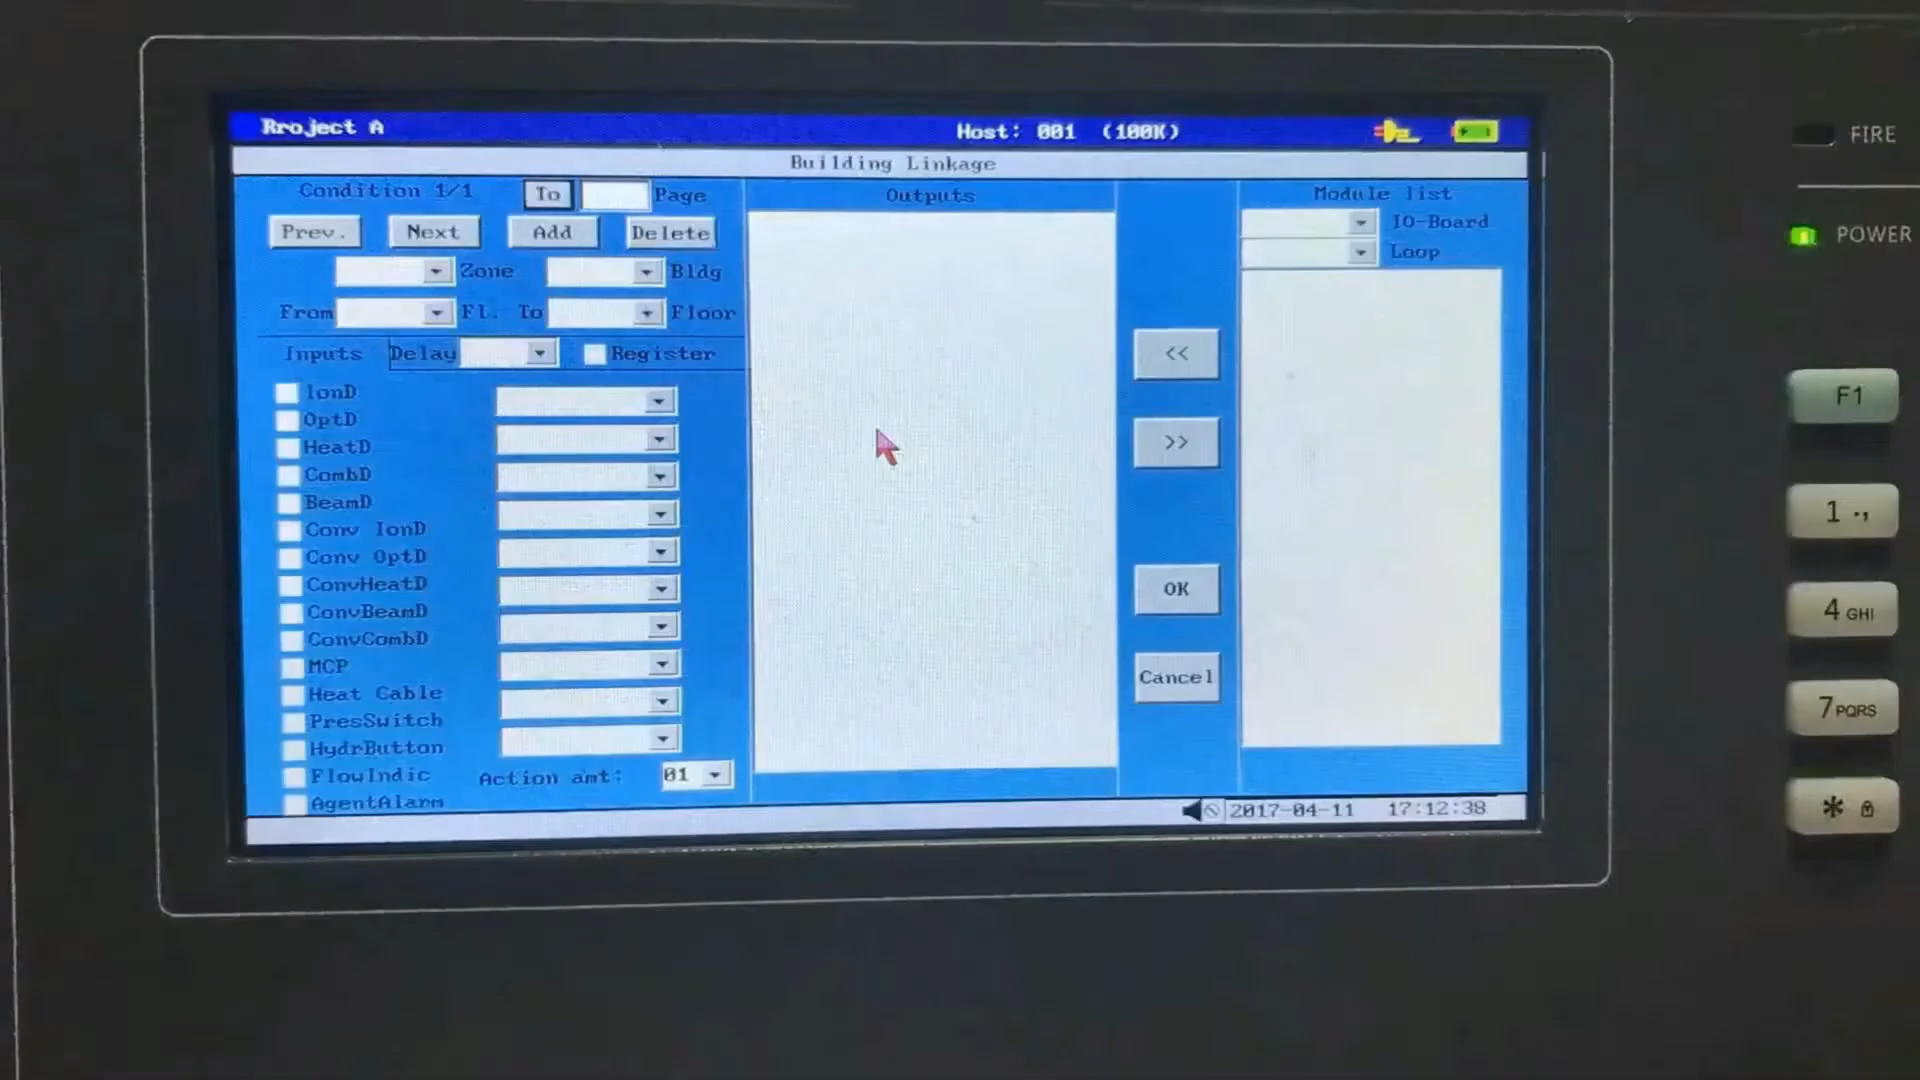 Rroject A
Host: 001 (100K)
Building Linkage
Condition 1/1 To Page
Prev. Next Add Delete
Zone Bldg
From Fl. To Floor
Inputs Delay Register
IonD
OptD
HeatD
CombD
BeamD
Conv IonD
Conv OptD
ConvHeatD
ConvBeamD
ConvCombD
MCP
Heat Cable
PresSwitch
HydrButton
FlowIndic
AgentAlarm
Action amt: 01
Outputs
<<
>>
OK
Cancel
Module list
IO-Board
Loop
2017-04-11 17:12:38
FIRE
POWER
F1
1 .,
4 GHI
7 PQRS
*